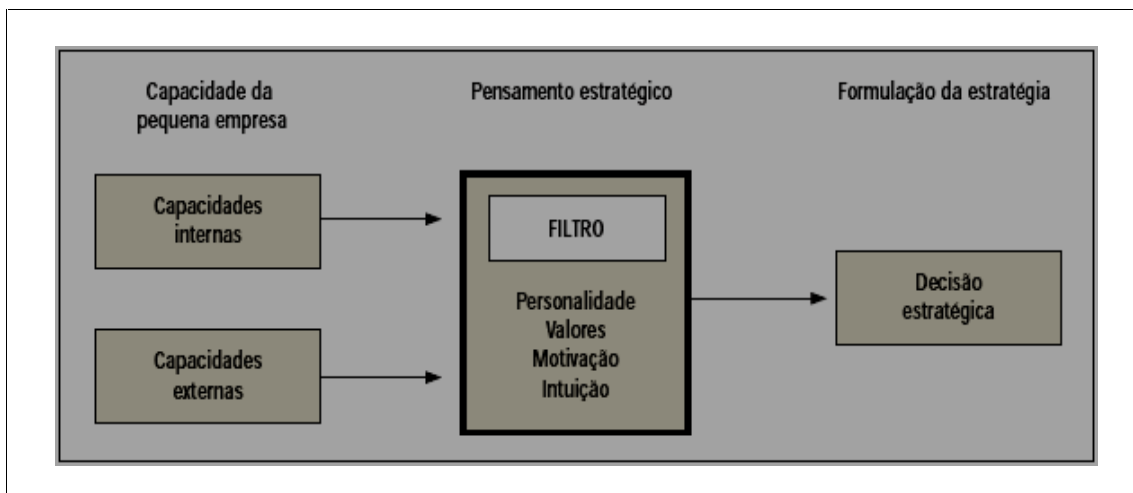 Capacidade da
pequena empresa
Pensamento estratégico
Formulação da estratégia
Capacidades
internas
FILTRO
Personalidade
Valores
Motivação
Intuição
Capacidades
externas
Decisão
estratégica